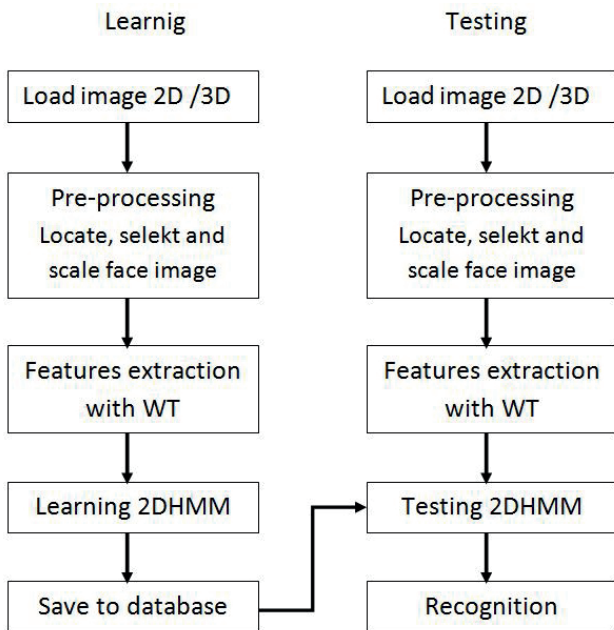 Learnig
Load image 2D /3D
Pre-processing
Locate, selekt and
scale face image
Features extraction
with WT
Learning 2DHMM
Save to database
Testing
Load image 2D /3D
Pre-processing
Locate, selekt and
scale face image
Features extraction
with WT
Testing 2DHMM
Recognition